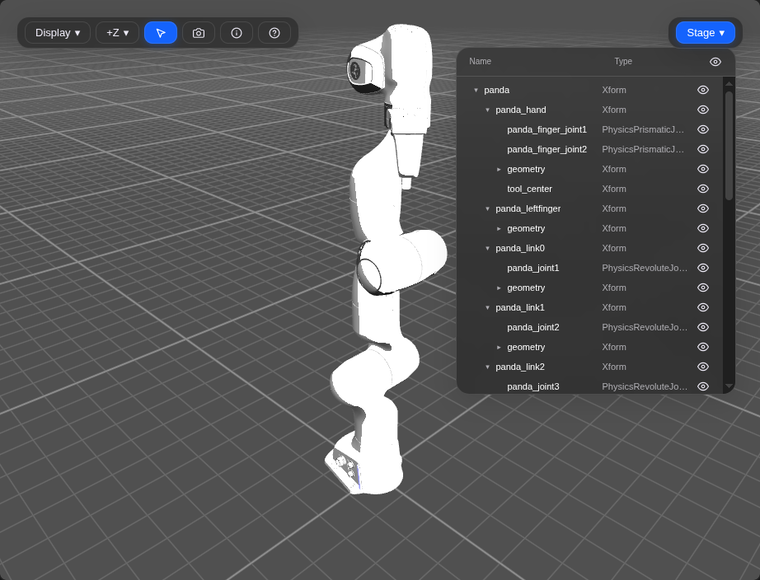 Display ▾ +Z ▾ Stage ▾
Name Type
panda Xform
panda_hand Xform
panda_finger_joint1 PhysicsPrismaticJ...
panda_finger_joint2 PhysicsPrismaticJ...
geometry Xform
tool_center Xform
panda_leftfinger Xform
geometry Xform
panda_link0 Xform
panda_joint1 PhysicsRevoluteJo...
geometry Xform
panda_link1 Xform
panda_joint2 PhysicsRevoluteJo...
geometry Xform
panda_link2 Xform
panda_joint3 PhysicsRevoluteJo...